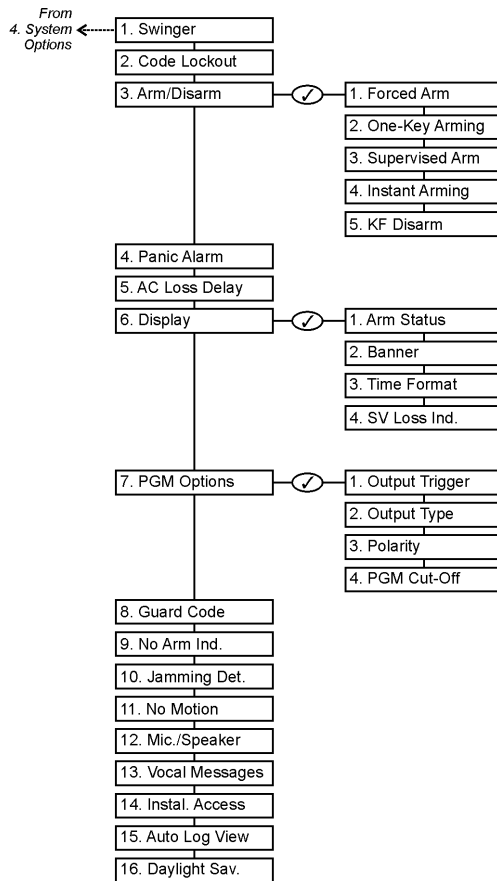 From
4. System
Options
1. Swinger
2. Code Lockout
3. Arm/Disarm
1. Forced Arm
2. One-Key Arming
3. Supervised Arm
4. Instant Arming
5. KF Disarm
4. Panic Alarm
5. AC Loss Delay
6. Display
1. Arm Status
2. Banner
3. Time Format
4. SV Loss Ind.
7. PGM Options
1. Output Trigger
2. Output Type
3. Polarity
4. PGM Cut-Off
8. Guard Code
9. No Arm Ind.
10. Jamming Det.
11. No Motion
12. Mic./Speaker
13. Vocal Messages
14. Instal. Access
15. Auto Log View
16. Daylight Sav.